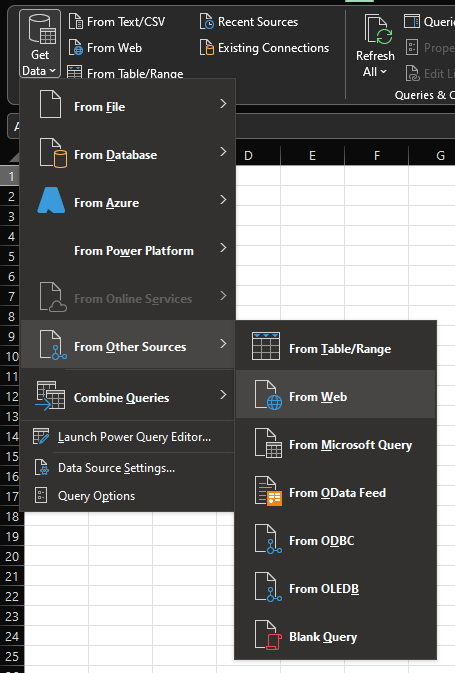 Get
Data
From Text/CSV
From Web
From Table/Range
Recent Sources
Existing Connections
Refresh
All
Queri
Prope
Edit Li
Queries & C
A
D E F G
From File
From Database
From Azure
From Power Platform
From Online Services
From Other Sources
Combine Queries
Launch Power Query Editor...
Data Source Settings...
Query Options
From Table/Range
From Web
From Microsoft Query
From OData Feed
From ODBC
From OLEDB
Blank Query
1
2
3
4
5
6
7
8
9
10
11
12
13
14
15
16
17
18
19
20
21
22
23
24
25